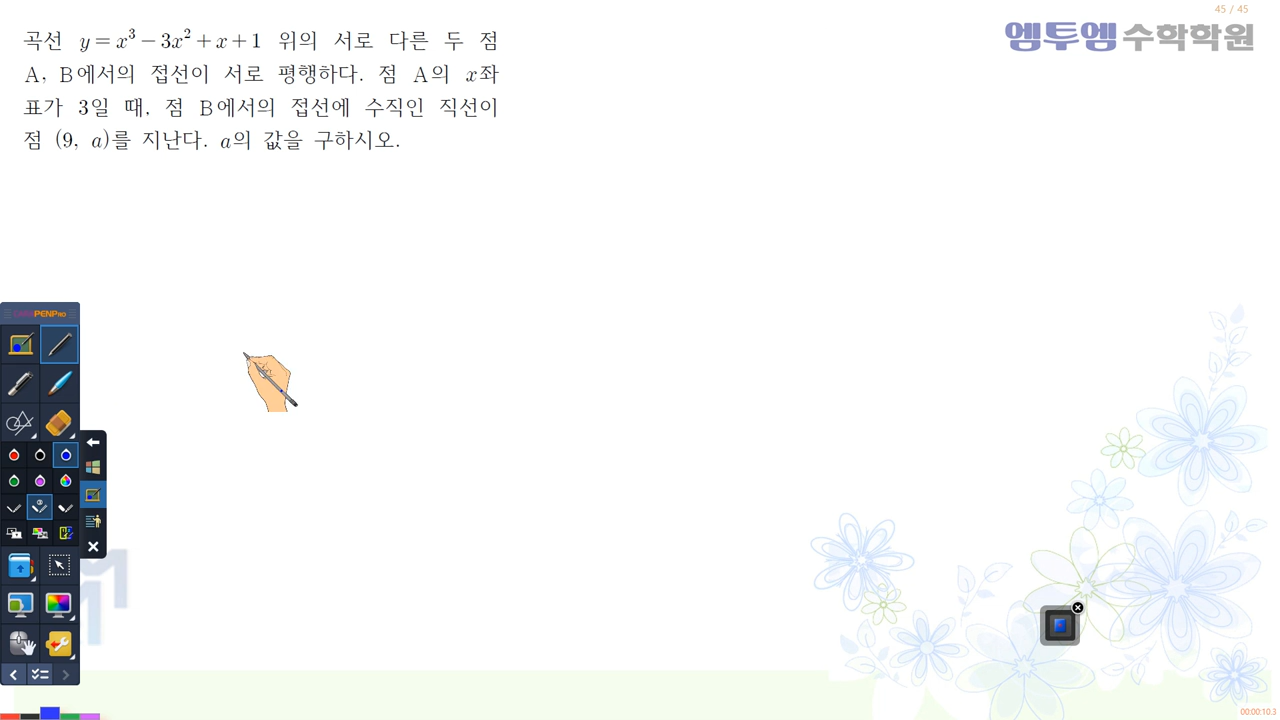 45 / 45
엠투엠수학학원
곡선 y = x³ − 3x² + x + 1 위의 서로 다른 두 점
A, B에서의 접선이 서로 평행하다. 점 A의 x좌
표가 3일 때, 점 B에서의 접선에 수직인 직선이
점 (9, a)를 지난다. a의 값을 구하시오.
00:00:10.3